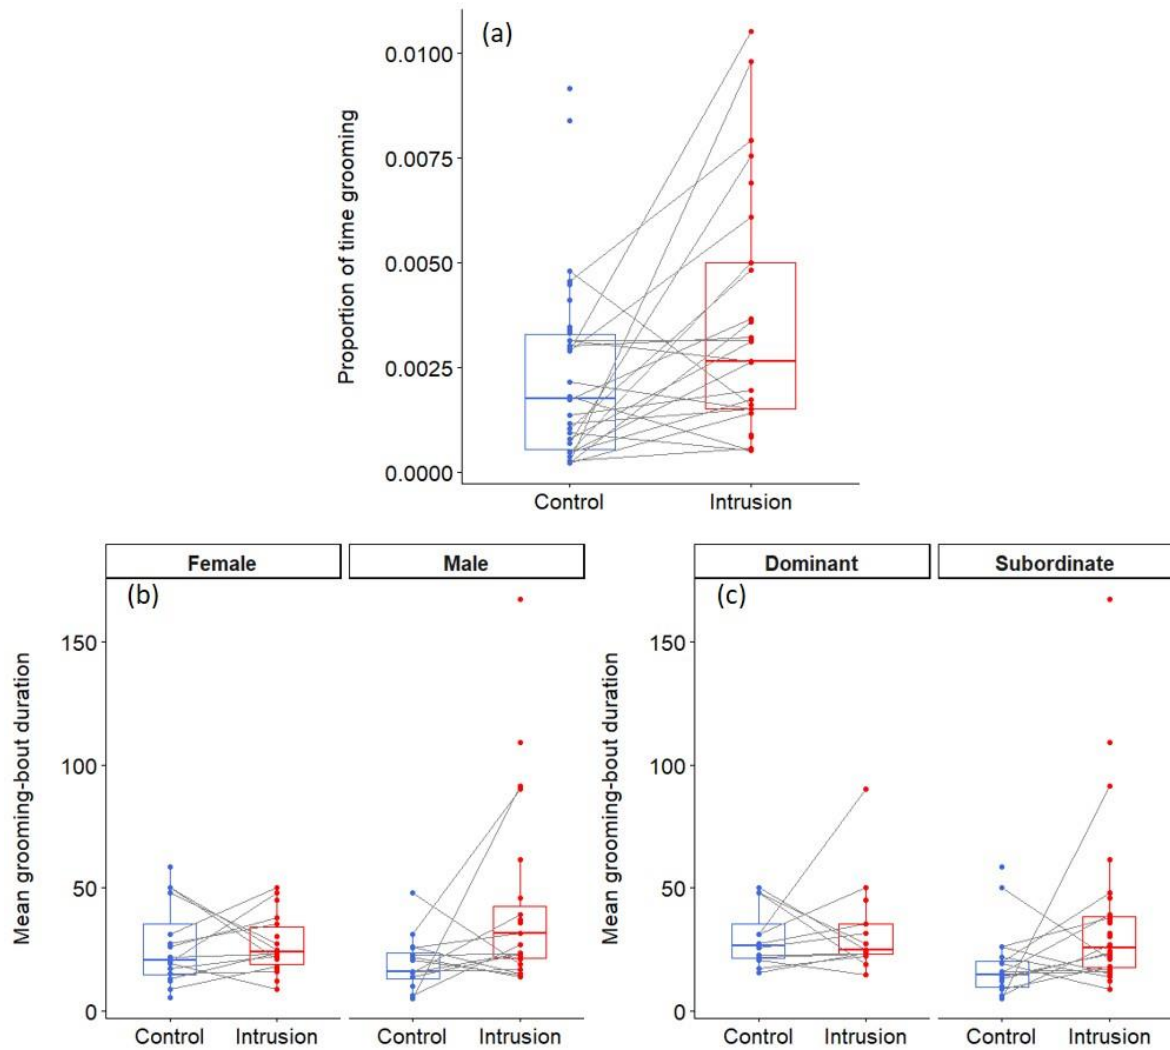 (a)
Proportion of time grooming
0.0100
0.0075
0.0050
0.0025
0.0000
Control Intrusion
Female Male
(b)
Mean grooming-bout duration
150
100
50
0
Control Intrusion Control Intrusion
Dominant Subordinate
(c)
Mean grooming-bout duration
150
100
50
0
Control Intrusion Control Intrusion